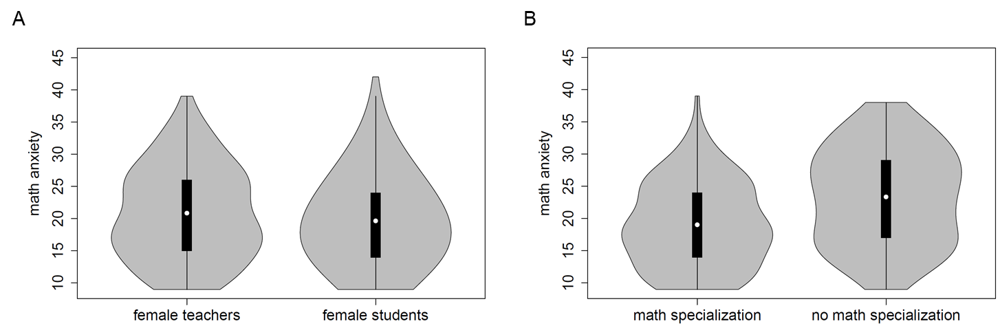 A
math anxiety
45
40
35
30
25
20
15
10
female teachers
female students
B
math anxiety
45
40
35
30
25
20
15
10
math specialization
no math specialization